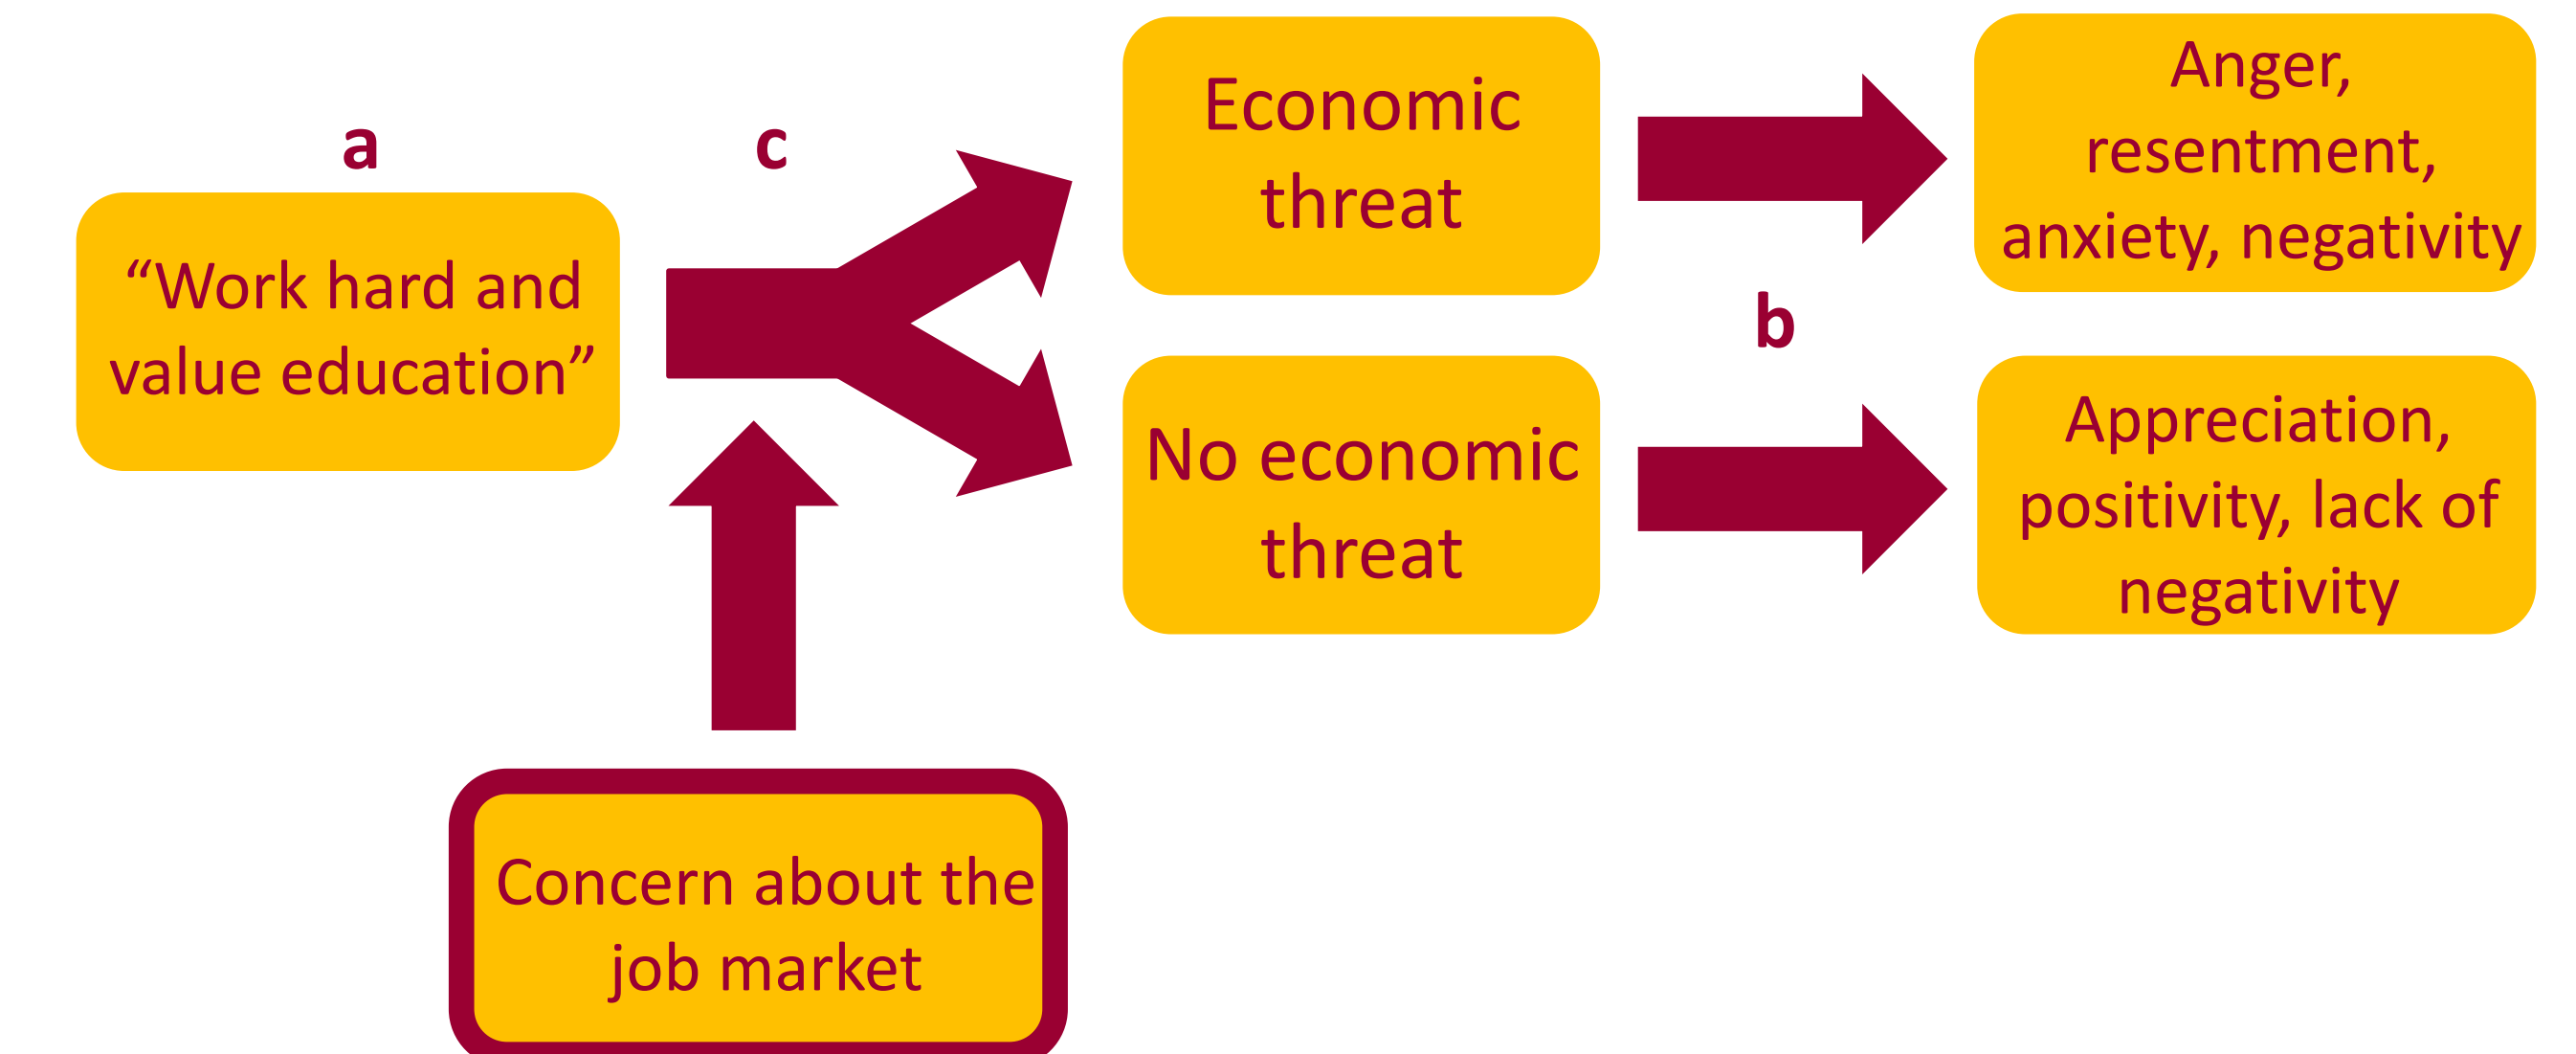 a
“Work hard and
value education”
c
Economic
threat
No economic
threat
b
Anger,
resentment,
anxiety, negativity
Appreciation,
positivity, lack of
negativity
Concern about the
job market